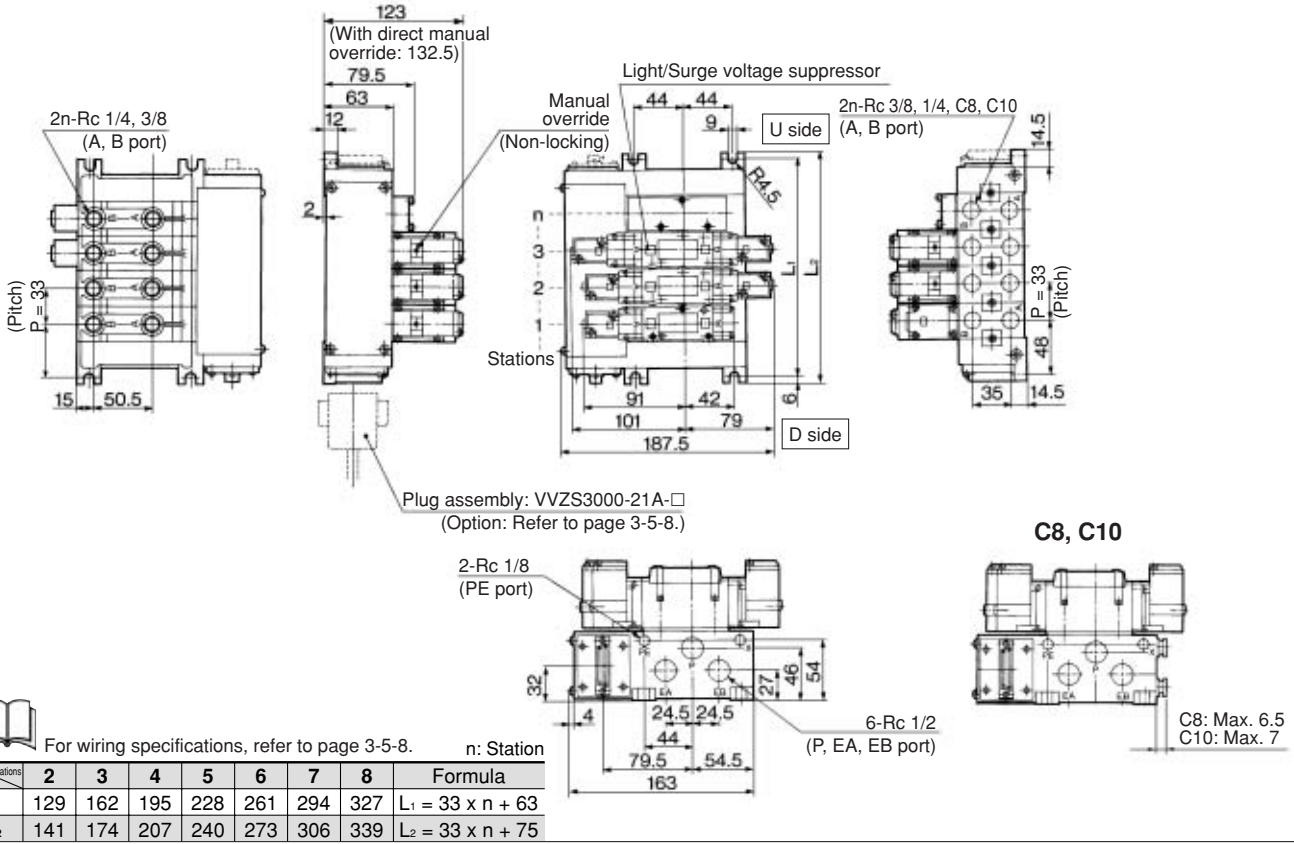 123
(With direct manual
override: 132.5)
79.5
63
12
2
2n-Rc 1/4, 3/8
(A, B port)
P = 33
(Pitch)
15
50.5
Manual
override
(Non-locking)
Light/Surge voltage suppressor
44
44
9
U side
R4.5
n
3
2
1
Stations
L1
L2
6
91
42
101
79
187.5
D side
2n-Rc 3/8, 1/4, C8, C10
(A, B port)
14.5
P = 33
(Pitch)
48
35
14.5
Plug assembly: VVZS3000-21A-□
(Option: Refer to page 3-5-8.)
2-Rc 1/8
(PE port)
P
EA
EB
32
4
24.5
24.5
44
79.5
54.5
163
27
46
54
6-Rc 1/2
(P, EA, EB port)
C8, C10
P
EA
EB
C8: Max. 6.5
C10: Max. 7
For wiring specifications, refer to page 3-5-8.
n: Station
2 3 4 5 6 7 8 Formula
129 162 195 228 261 294 327 L1 = 33 x n + 63
141 174 207 240 273 306 339 L2 = 33 x n + 75